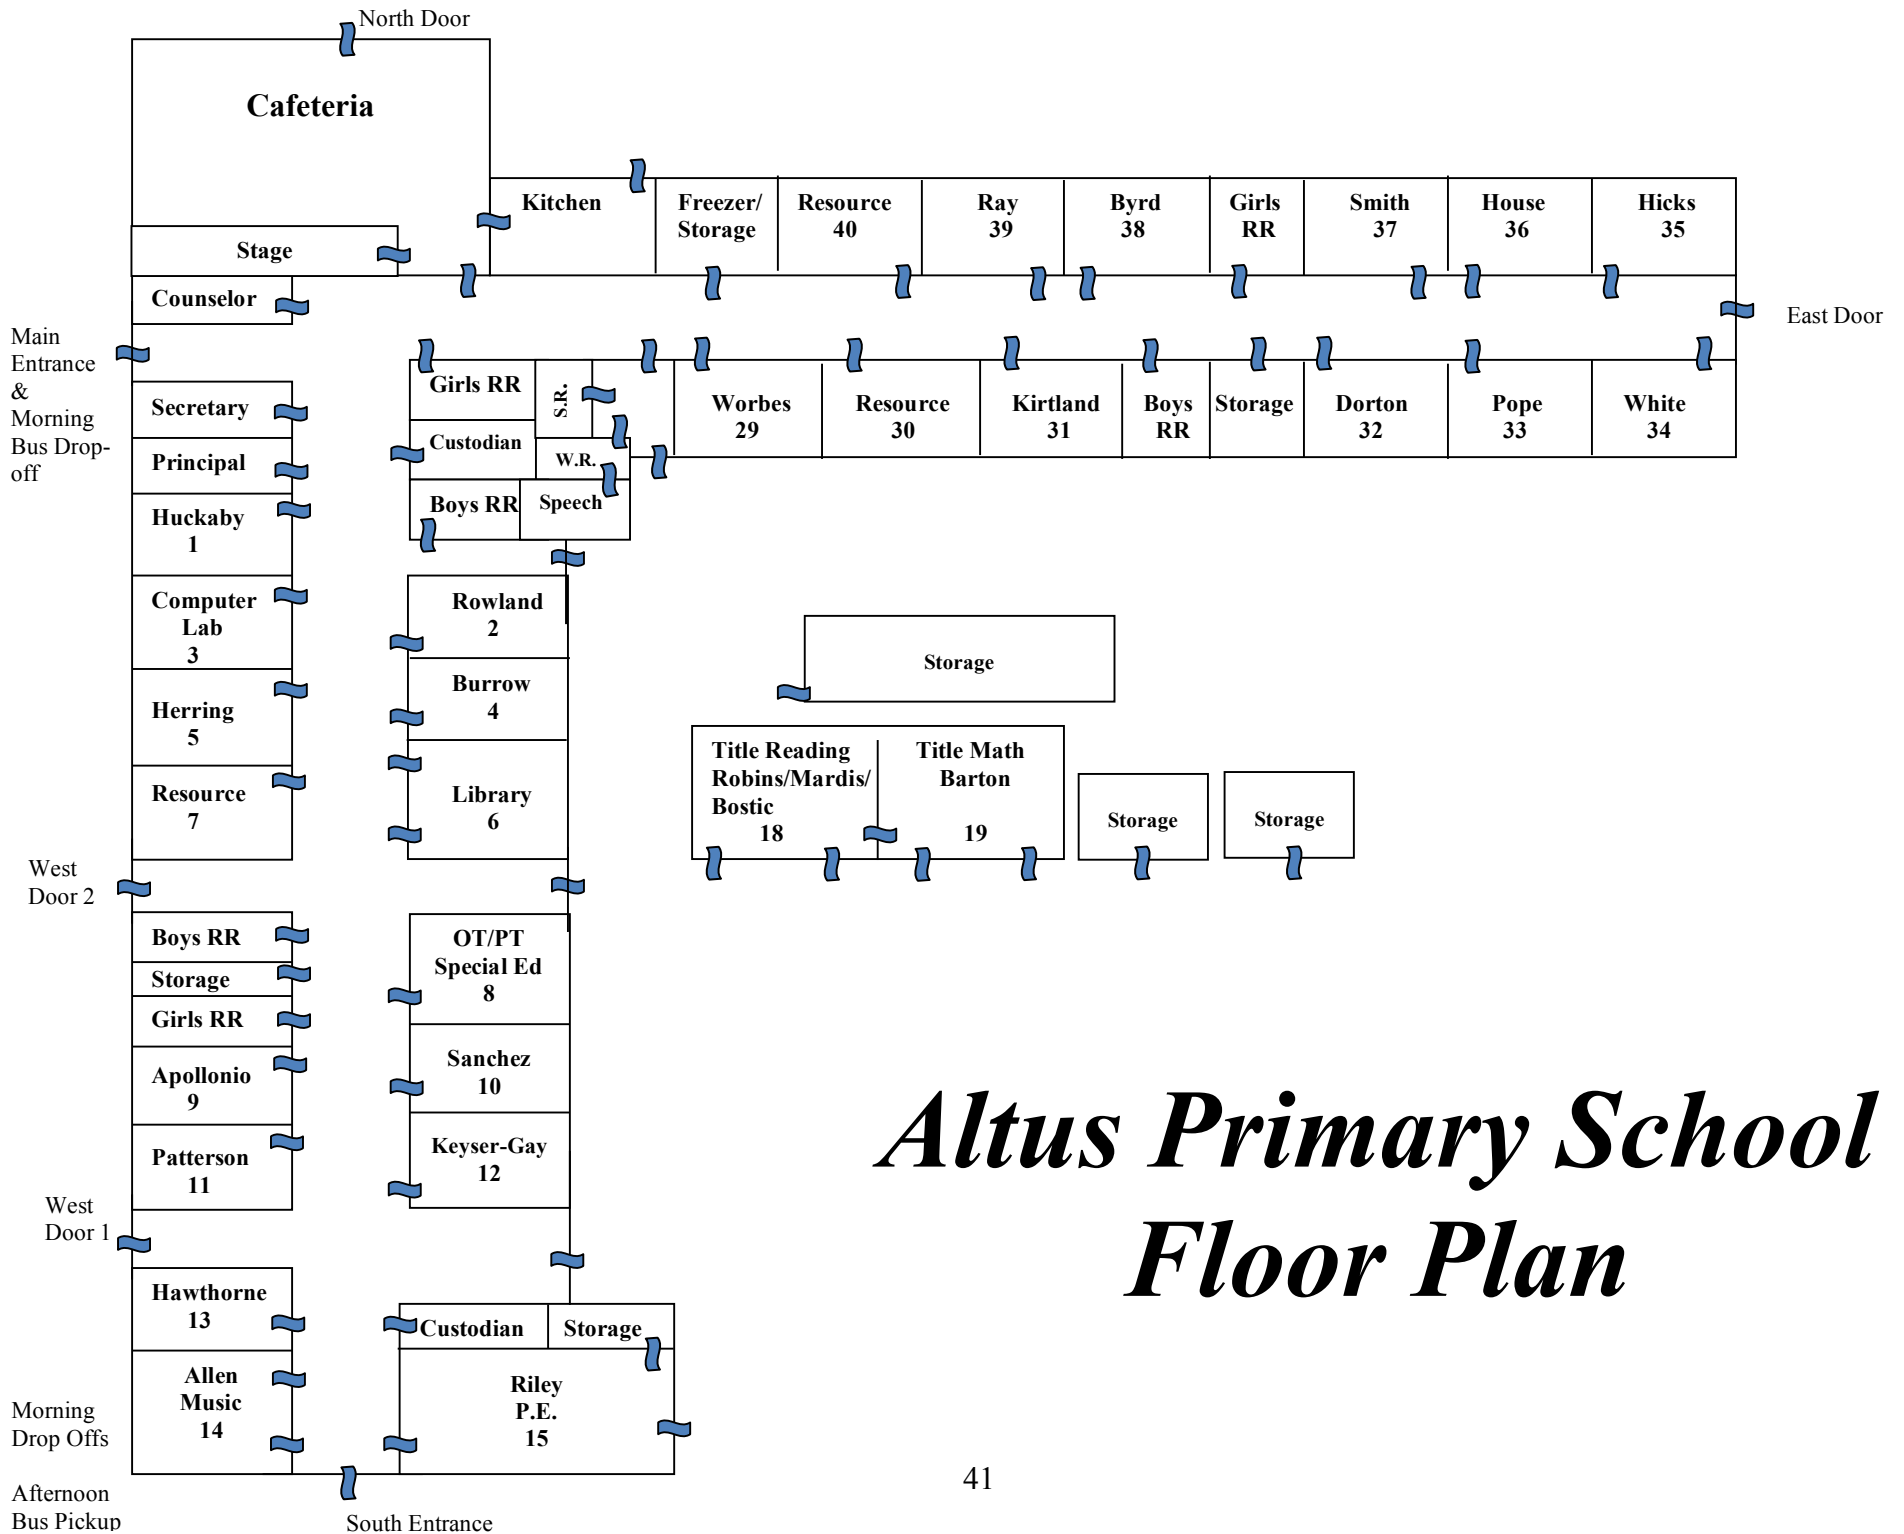 North Door
Cafeteria
Kitchen
Freezer/
Storage
Resource
40
Ray
39
Byrd
38
Girls
RR
Smith
37
House
36
Hicks
35
Stage
Counselor
East Door
Main
Entrance
&
Morning
Bus Drop-
off
Secretary
Principal
Huckaby
1
Computer
Lab
3
Herring
5
Resource
7
Girls RR
S.R.
Custodian
W.R.
Boys RR
Speech
Worbes
29
Resource
30
Kirtland
31
Boys
RR
Storage
Dorton
32
Pope
33
White
34
Rowland
2
Burrow
4
Library
6
Storage
Title Reading
Robins/Mardis/
Bostic
18
Title Math
Barton
19
Storage
Storage
West
Door 2
Boys RR
Storage
Girls RR
Apollonio
9
Patterson
11
OT/PT
Special Ed
8
Sanchez
10
Keyser-Gay
12
West
Door 1
Hawthorne
13
Allen
Music
14
Custodian
Storage
Riley
P.E.
15
Altus Primary School
Floor Plan
Morning
Drop Offs
Afternoon
Bus Pickup
South Entrance
41